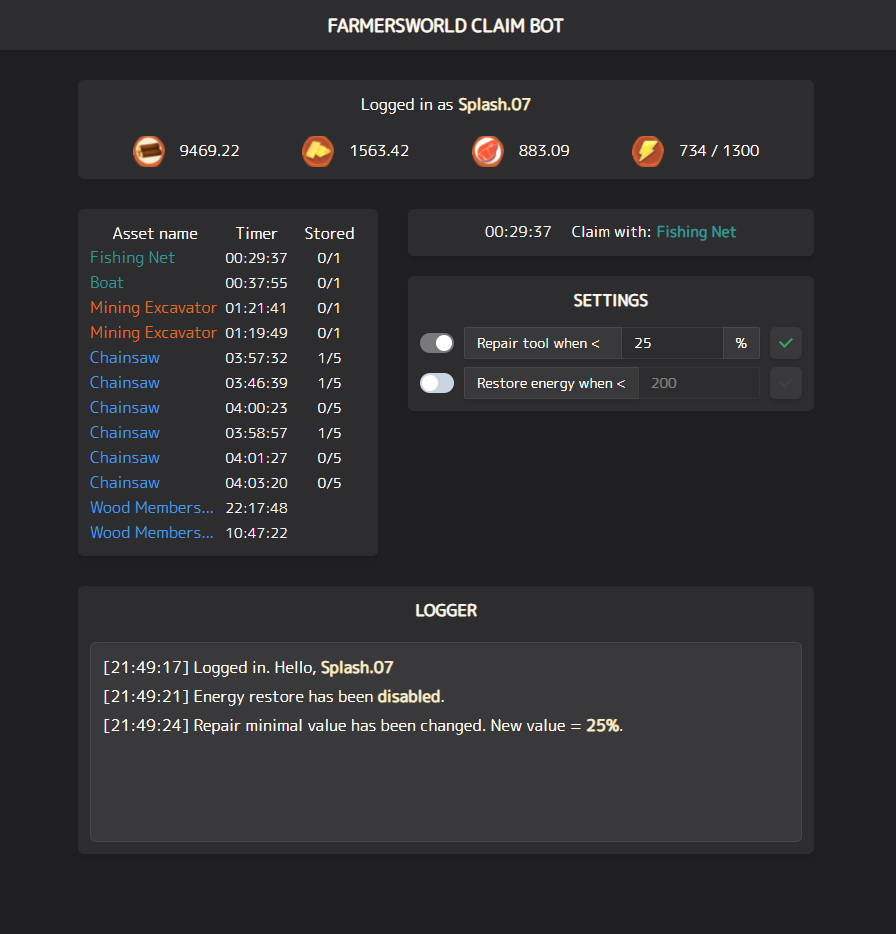 FARMERSWORLD CLAIM BOT
Logged in as Splash.07
9469.22 1563.42 883.09 734 / 1300
Asset name Timer Stored
Fishing Net 00:29:37 0/1
Boat 00:37:55 0/1
Mining Excavator 01:21:41 0/1
Mining Excavator 01:19:49 0/1
Chainsaw 03:57:32 1/5
Chainsaw 03:46:39 1/5
Chainsaw 04:00:23 0/5
Chainsaw 03:58:57 1/5
Chainsaw 04:01:27 0/5
Chainsaw 04:03:20 0/5
Wood Members... 22:17:48
Wood Members... 10:47:22
00:29:37 Claim with: Fishing Net
SETTINGS
Repair tool when < 25 %
Restore energy when < 200
LOGGER
[21:49:17] Logged in. Hello, Splash.07
[21:49:21] Energy restore has been disabled.
[21:49:24] Repair minimal value has been changed. New value = 25%.